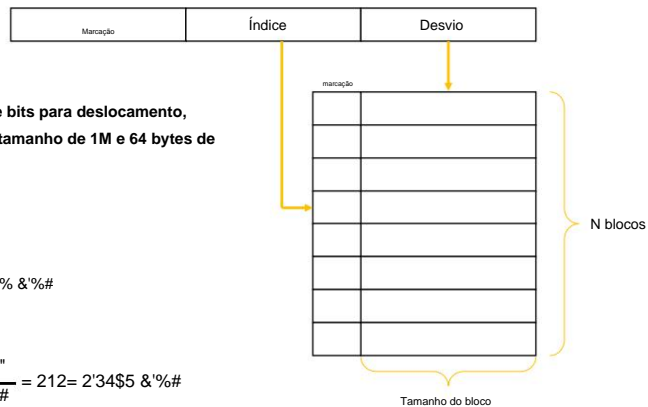 Marcação Índice Desvio
marcação
e bits para deslocamento,
tamanho de 1M e 64 bytes de
N blocos
% &'%#
"
# = 212= 2'34$5 &'%#
Tamanho do bloco